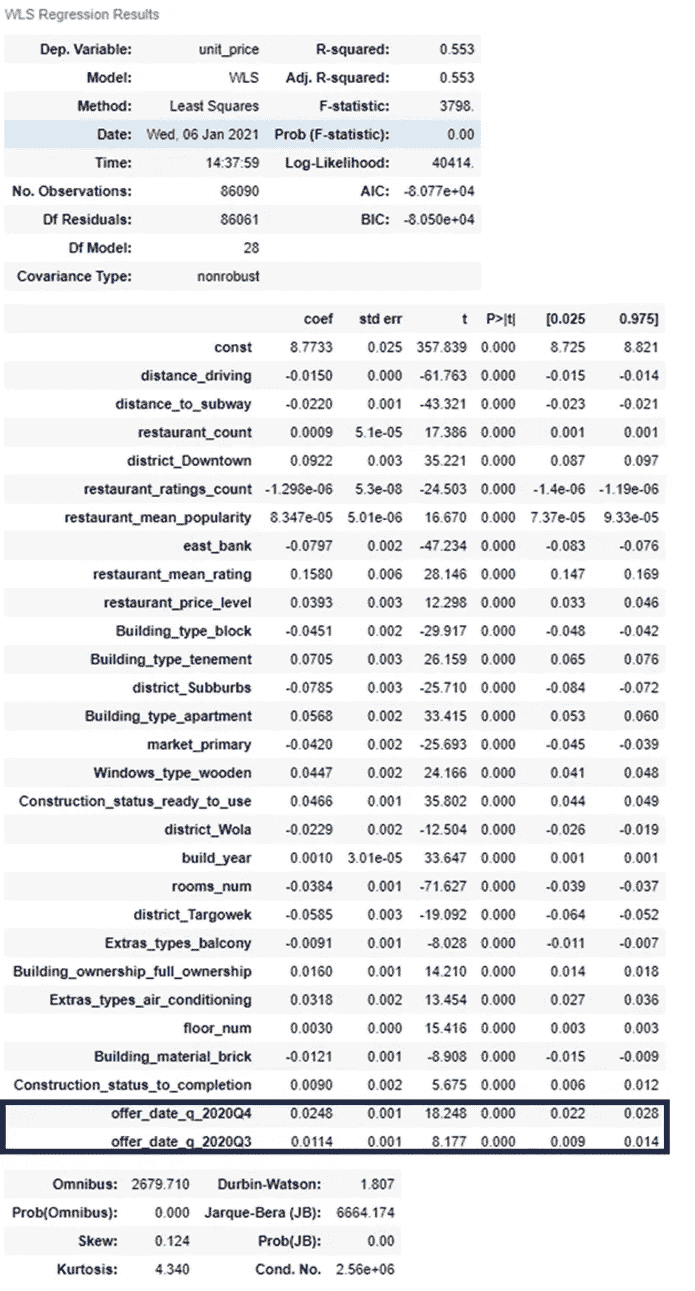 WLS Regression Results
Dep. Variable: unit_price R-squared: 0.553
Model: WLS Adj. R-squared: 0.553
Method: Least Squares F-statistic: 3798.
Date: Wed, 06 Jan 2021 Prob (F-statistic): 0.00
Time: 14:37:59 Log-Likelihood: 40414.
No. Observations: 86090 AIC: -8.077e+04
Df Residuals: 86061 BIC: -8.050e+04
Df Model: 28
Covariance Type: nonrobust
coef std err t P>|t| [0.025 0.975]
const 8.7733 0.025 357.839 0.000 8.725 8.821
distance_driving -0.0150 0.000 -61.763 0.000 -0.015 -0.014
distance_to_subway -0.0220 0.001 -43.321 0.000 -0.023 -0.021
restaurant_count 0.0009 5.1e-05 17.386 0.000 0.001 0.001
district_Downtown 0.0922 0.003 35.221 0.000 0.087 0.097
restaurant_ratings_count -1.298e-06 5.3e-08 -24.503 0.000 -1.4e-06 -1.19e-06
restaurant_mean_popularity 8.347e-05 5.01e-06 16.670 0.000 7.37e-05 9.33e-05
east_bank -0.0797 0.002 -47.234 0.000 -0.083 -0.076
restaurant_mean_rating 0.1580 0.006 28.146 0.000 0.147 0.169
restaurant_price_level 0.0393 0.003 12.298 0.000 0.033 0.046
Building_type_block -0.0451 0.002 -29.917 0.000 -0.048 -0.042
Building_type_tenement 0.0705 0.003 26.159 0.000 0.065 0.076
district_Subburbs -0.0785 0.003 -25.710 0.000 -0.084 -0.072
Building_type_apartment 0.0568 0.002 33.415 0.000 0.053 0.060
market_primary -0.0420 0.002 -25.693 0.000 -0.045 -0.039
Windows_type_wooden 0.0447 0.002 24.166 0.000 0.041 0.048
Construction_status_ready_to_use 0.0466 0.001 35.802 0.000 0.044 0.049
district_Wola -0.0229 0.002 -12.504 0.000 -0.026 -0.019
build_year 0.0010 3.01e-05 33.647 0.000 0.001 0.001
rooms_num -0.0384 0.001 -71.627 0.000 -0.039 -0.037
district_Targowek -0.0585 0.003 -19.092 0.000 -0.064 -0.052
Extras_types_balcony -0.0091 0.001 -8.028 0.000 -0.011 -0.007
Building_ownership_full_ownership 0.0160 0.001 14.210 0.000 0.014 0.018
Extras_types_air_conditioning 0.0318 0.002 13.454 0.000 0.027 0.036
floor_num 0.0030 0.000 15.416 0.000 0.003 0.003
Building_material_brick -0.0121 0.001 -8.908 0.000 -0.015 -0.009
Construction_status_to_completion 0.0090 0.002 5.675 0.000 0.006 0.012
offer_date_q_2020Q4 0.0248 0.001 18.248 0.000 0.022 0.028
offer_date_q_2020Q3 0.0114 0.001 8.177 0.000 0.009 0.014
Omnibus: 2679.710 Durbin-Watson: 1.807
Prob(Omnibus): 0.000 Jarque-Bera (JB): 6664.174
Skew: 0.124 Prob(JB): 0.00
Kurtosis: 4.340 Cond. No. 2.56e+06